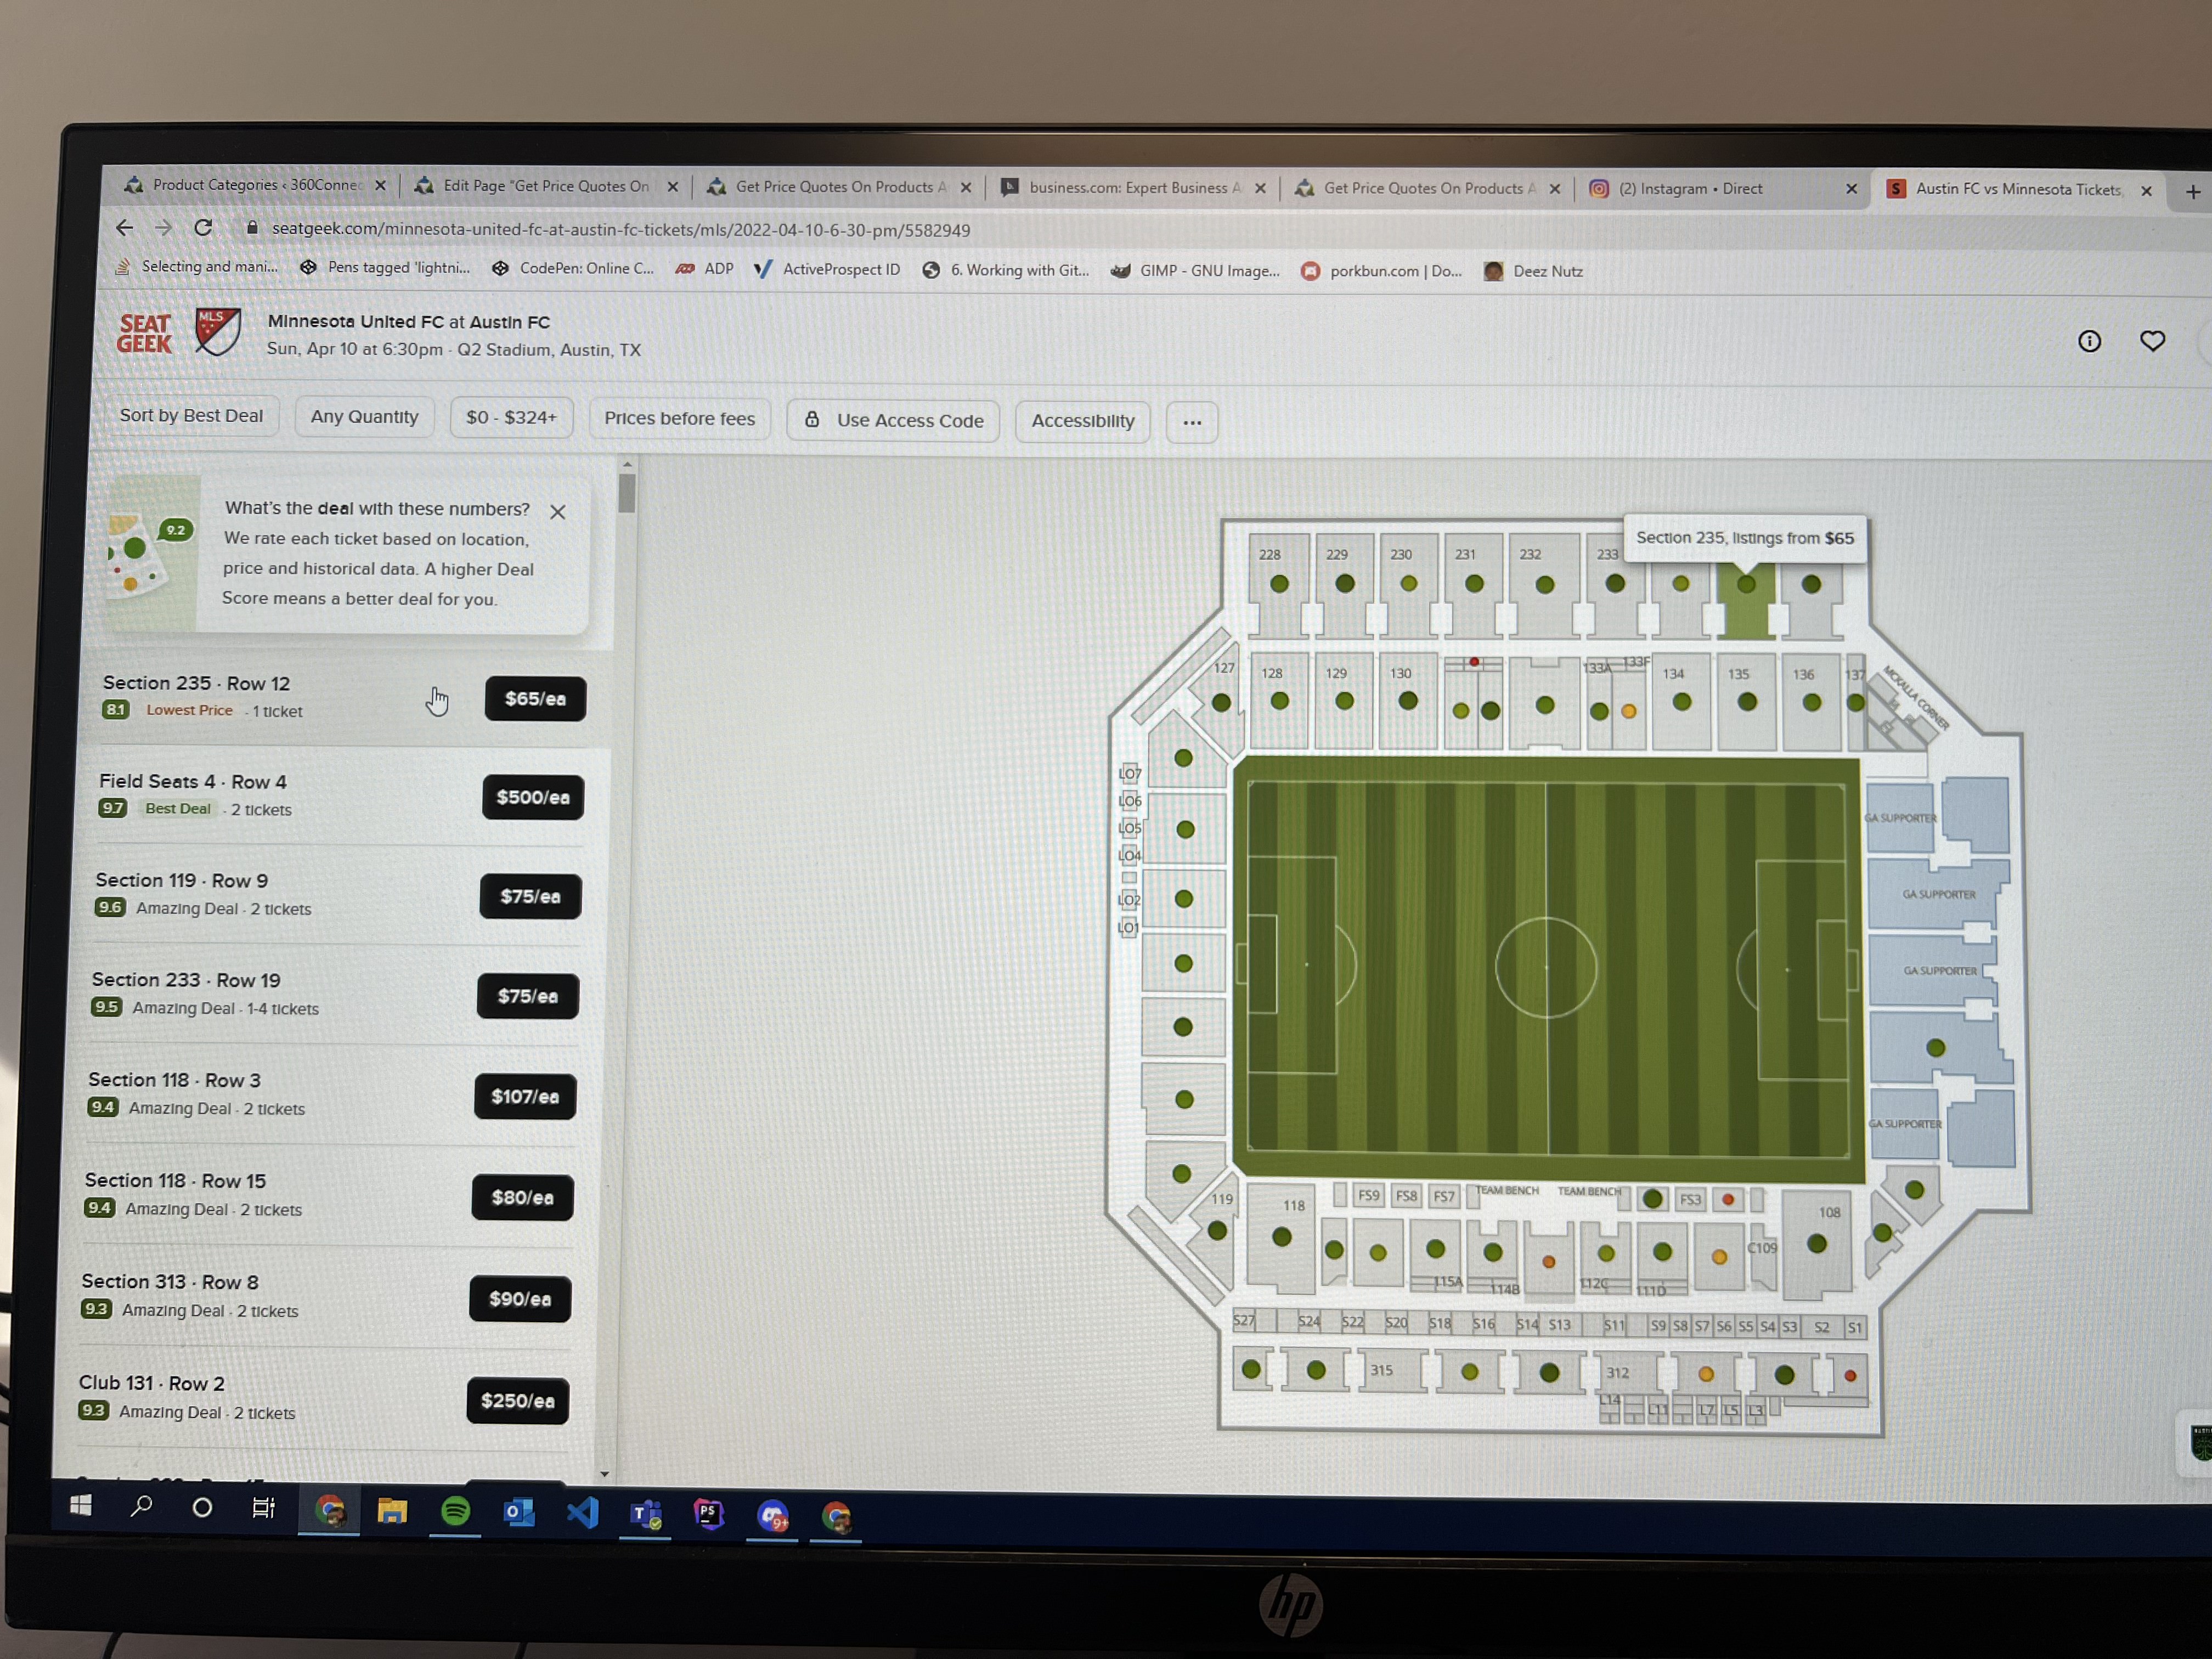 Product Categories ‹ 360Connec
Edit Page "Get Price Quotes On
Get Price Quotes On Products A
business.com: Expert Business A
Get Price Quotes On Products A
(2) Instagram • Direct
Austin FC vs Minnesota Tickets,
seatgeek.com/minnesota-united-fc-at-austin-fc-tickets/mls/2022-04-10-6-30-pm/5582949
Selecting and mani...
Pens tagged 'lightni...
CodePen: Online C...
ADP
ActiveProspect ID
6. Working with Git...
GIMP - GNU Image...
porkbun.com | Do...
Deez Nutz
SEAT
GEEK
MLS
Minnesota United FC at Austin FC
Sun, Apr 10 at 6:30pm · Q2 Stadium, Austin, TX
Sort by Best Deal
Any Quantity
$0 - $324+
Prices before fees
Use Access Code
Accessibility
...
9.2
What's the deal with these numbers?
We rate each ticket based on location,
price and historical data. A higher Deal
Score means a better deal for you.
Section 235 · Row 12
8.1 Lowest Price · 1 ticket
$65/ea
Field Seats 4 · Row 4
9.7 Best Deal · 2 tickets
$500/ea
Section 119 · Row 9
9.6 Amazing Deal · 2 tickets
$75/ea
Section 233 · Row 19
9.5 Amazing Deal · 1-4 tickets
$75/ea
Section 118 · Row 3
9.4 Amazing Deal · 2 tickets
$107/ea
Section 118 · Row 15
9.4 Amazing Deal · 2 tickets
$80/ea
Section 313 · Row 8
9.3 Amazing Deal · 2 tickets
$90/ea
Club 131 · Row 2
9.3 Amazing Deal · 2 tickets
$250/ea
Section 235, listings from $65
228 229 230 231 232 233
127 128 129 130 133A 133F 134 135 136 137
MCKALLA CORNER
LO7
LO6
LO5
LO4
LO2
LO1
GA SUPPORTER
GA SUPPORTER
GA SUPPORTER
GA SUPPORTER
119 118 FS9 FS8 FS7 TEAM BENCH TEAM BENCH FS3 108
115A 114B 112C 111D C109
S27 S24 S22 S20 S18 S16 S14 S13 S11 S9 S8 S7 S6 S5 S4 S3 S2 S1
315 312
L14 L11 L7 L5 L3
PS
9+
hp